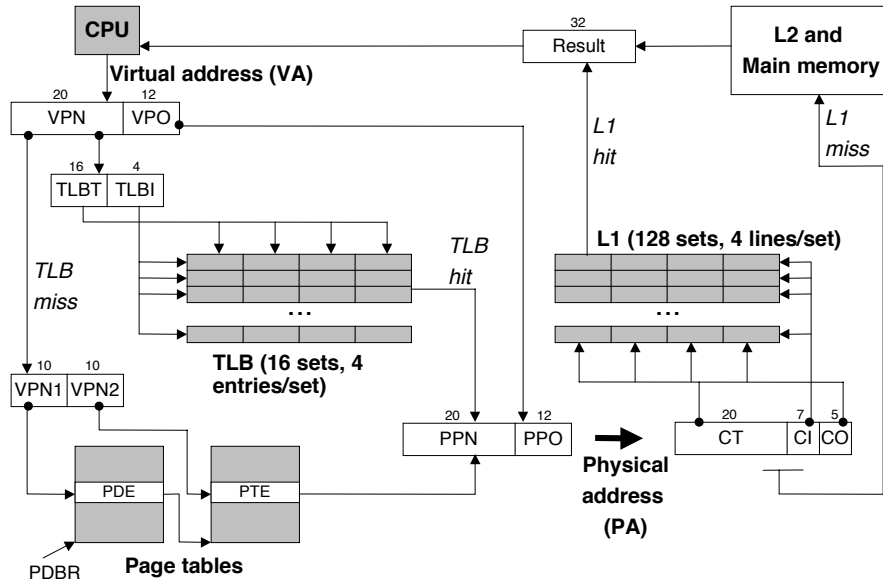 CPU
32
Result
L2 and
Main memory
Virtual address (VA)
20 12
VPN VPO
L1
hit
L1
miss
16 4
TLBT TLBI
TLB
miss
TLB
hit
L1 (128 sets, 4 lines/set)
...
...
TLB (16 sets, 4
entries/set)
10 10
VPN1 VPN2
20 12
PPN PPO
20 7 5
CT CI CO
Physical
address
(PA)
PDE
PTE
PDBR
Page tables